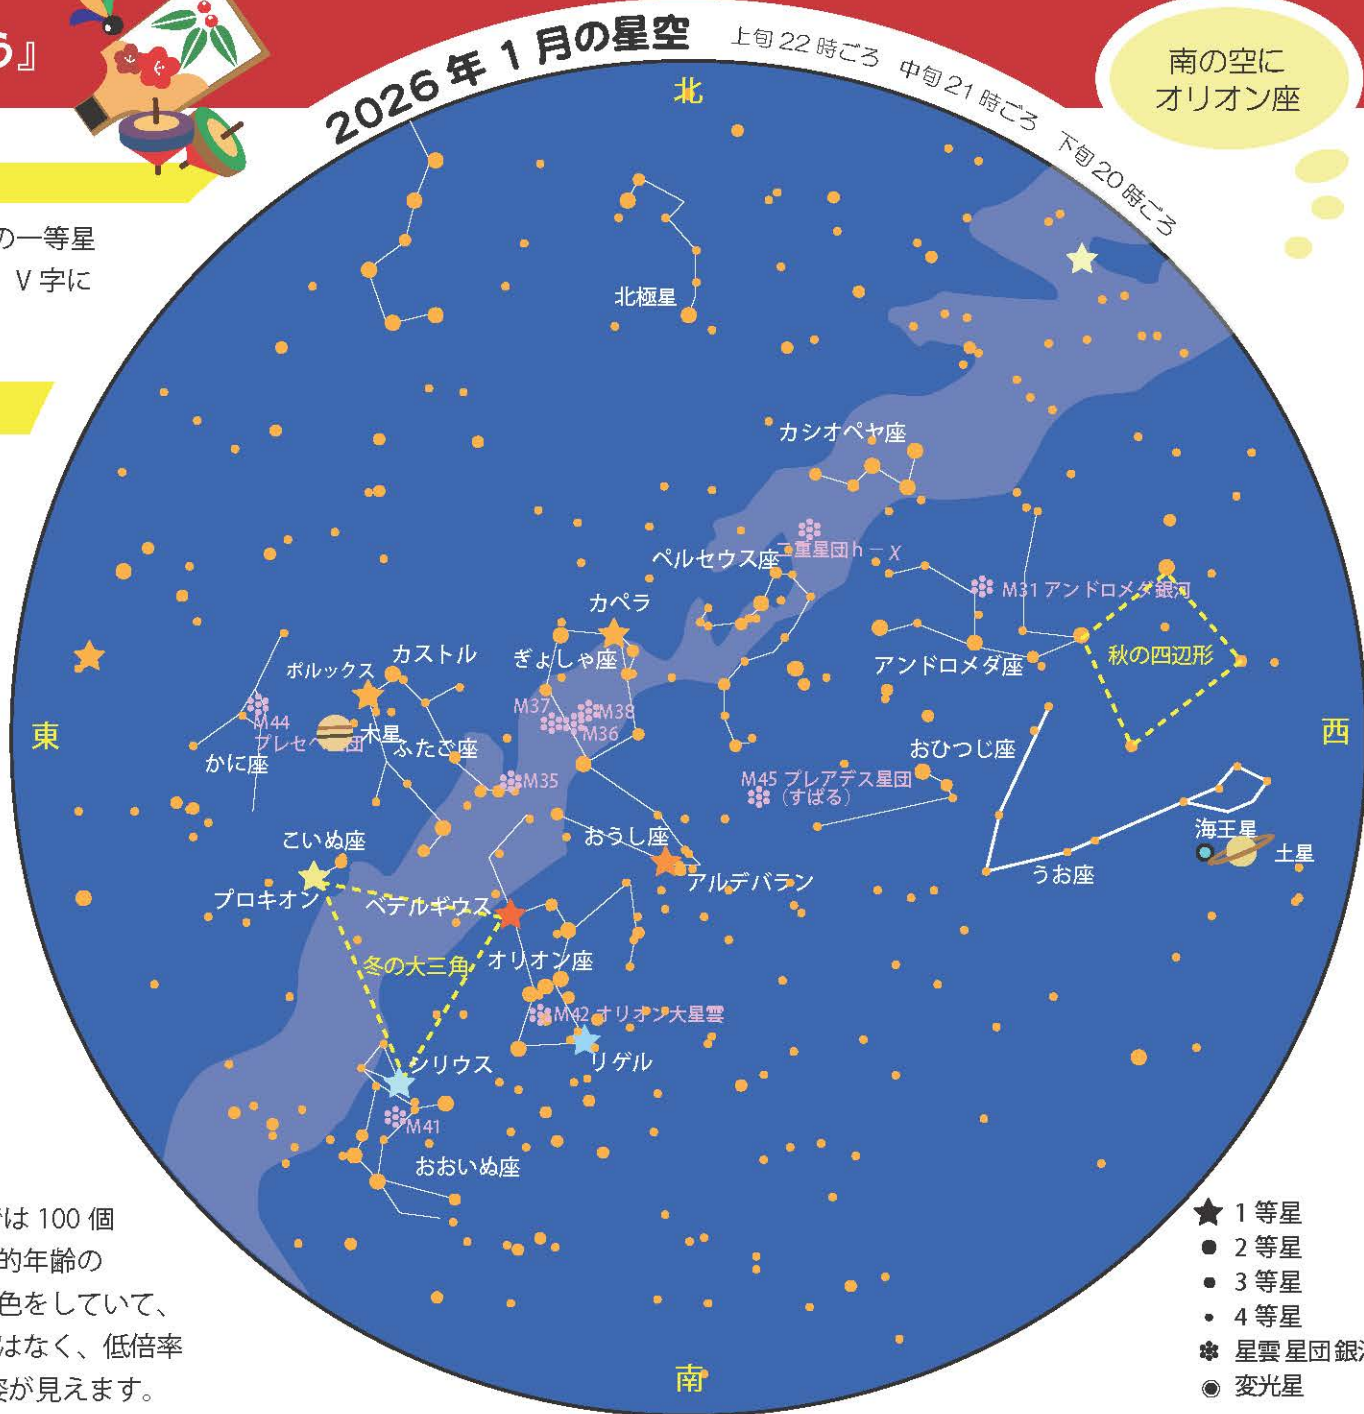 う』
2026年1月の星空
上旬22時ごろ 中旬21時ごろ 下旬20時ごろ
南の空に
オリオン座
の一等星
V字に
北
北極星
カシオペヤ座
二重星団h－χ
ペルセウス座
M31 アンドロメダ銀河
カペラ
ぎょしゃ座
アンドロメダ座
秋の四辺形
カストル
ポルックス
M37
M38
M36
M44
プレセペ星団
木星
ふたご座
かに座
東
西
おひつじ座
M35
M45 プレアデス星団
（すばる）
おうし座
こいぬ座
海王星
土星
うお座
アルデバラン
プロキオン
ベテルギウス
冬の大三角
オリオン座
M42 オリオン大星雲
シリウス
リゲル
M41
おおいぬ座
南
は 100 個
的年齢の
色をしていて、
はなく、低倍率
姿が見えます。
1 等星
2 等星
3 等星
4 等星
星雲 星団 銀河
変光星